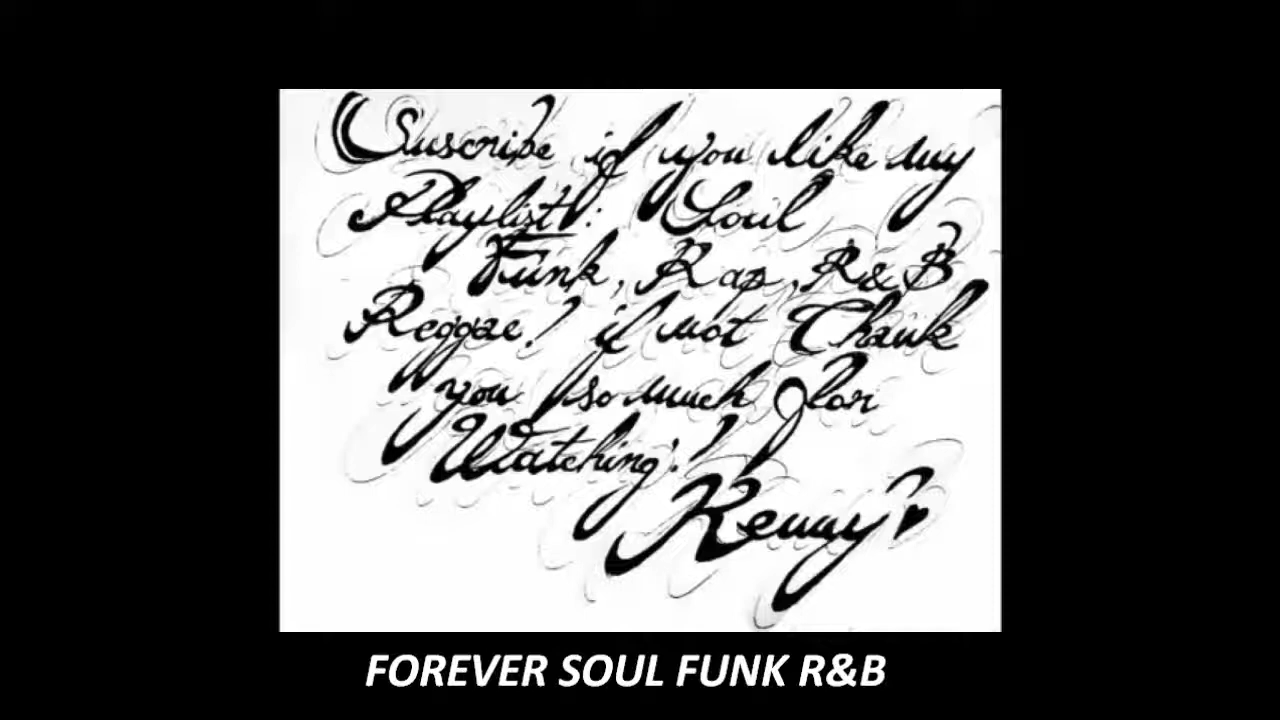 Suscribe if you like my
Playlist: Soul
Funk, Rap, R&B
Reggae! if not Thank
you so much for
Watching!
Kenny
FOREVER SOUL FUNK R&B